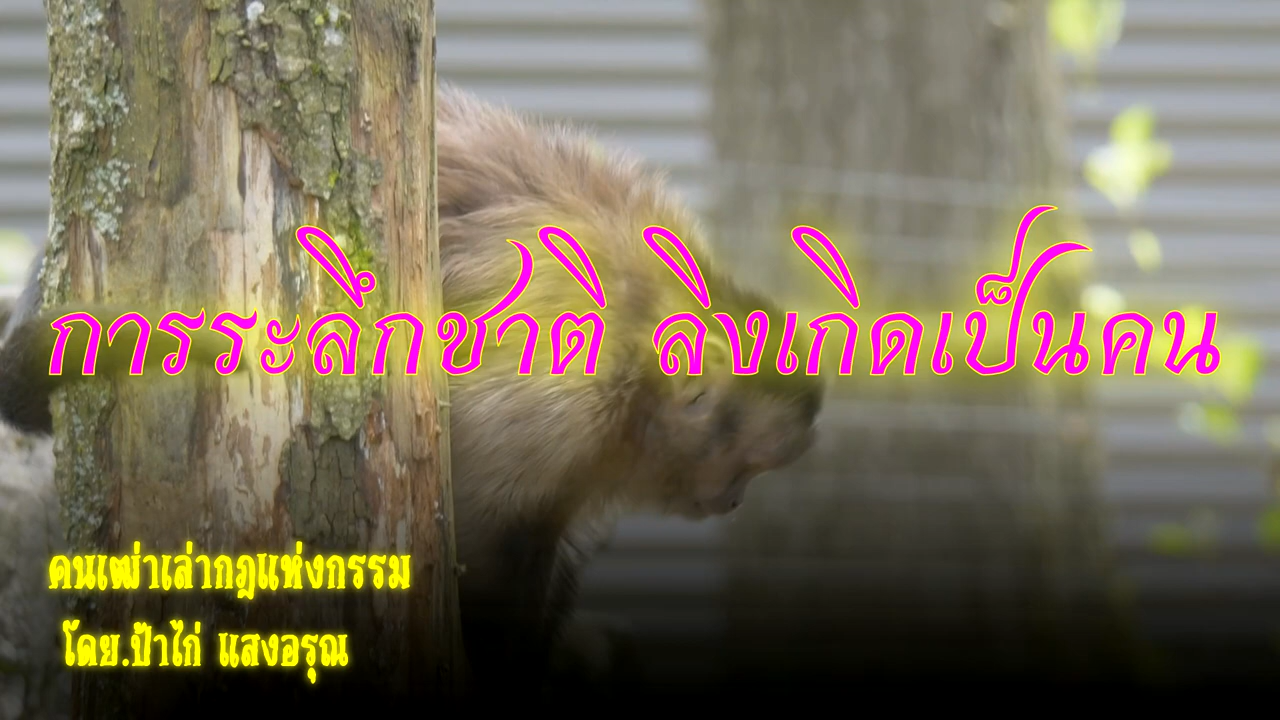 การระลึกชาติ ลิงเกิดเป็นคน
คนเฒ่าเล่ากฎแห่งกรรม
โดย.ป้าไก่ แสงอรุณ